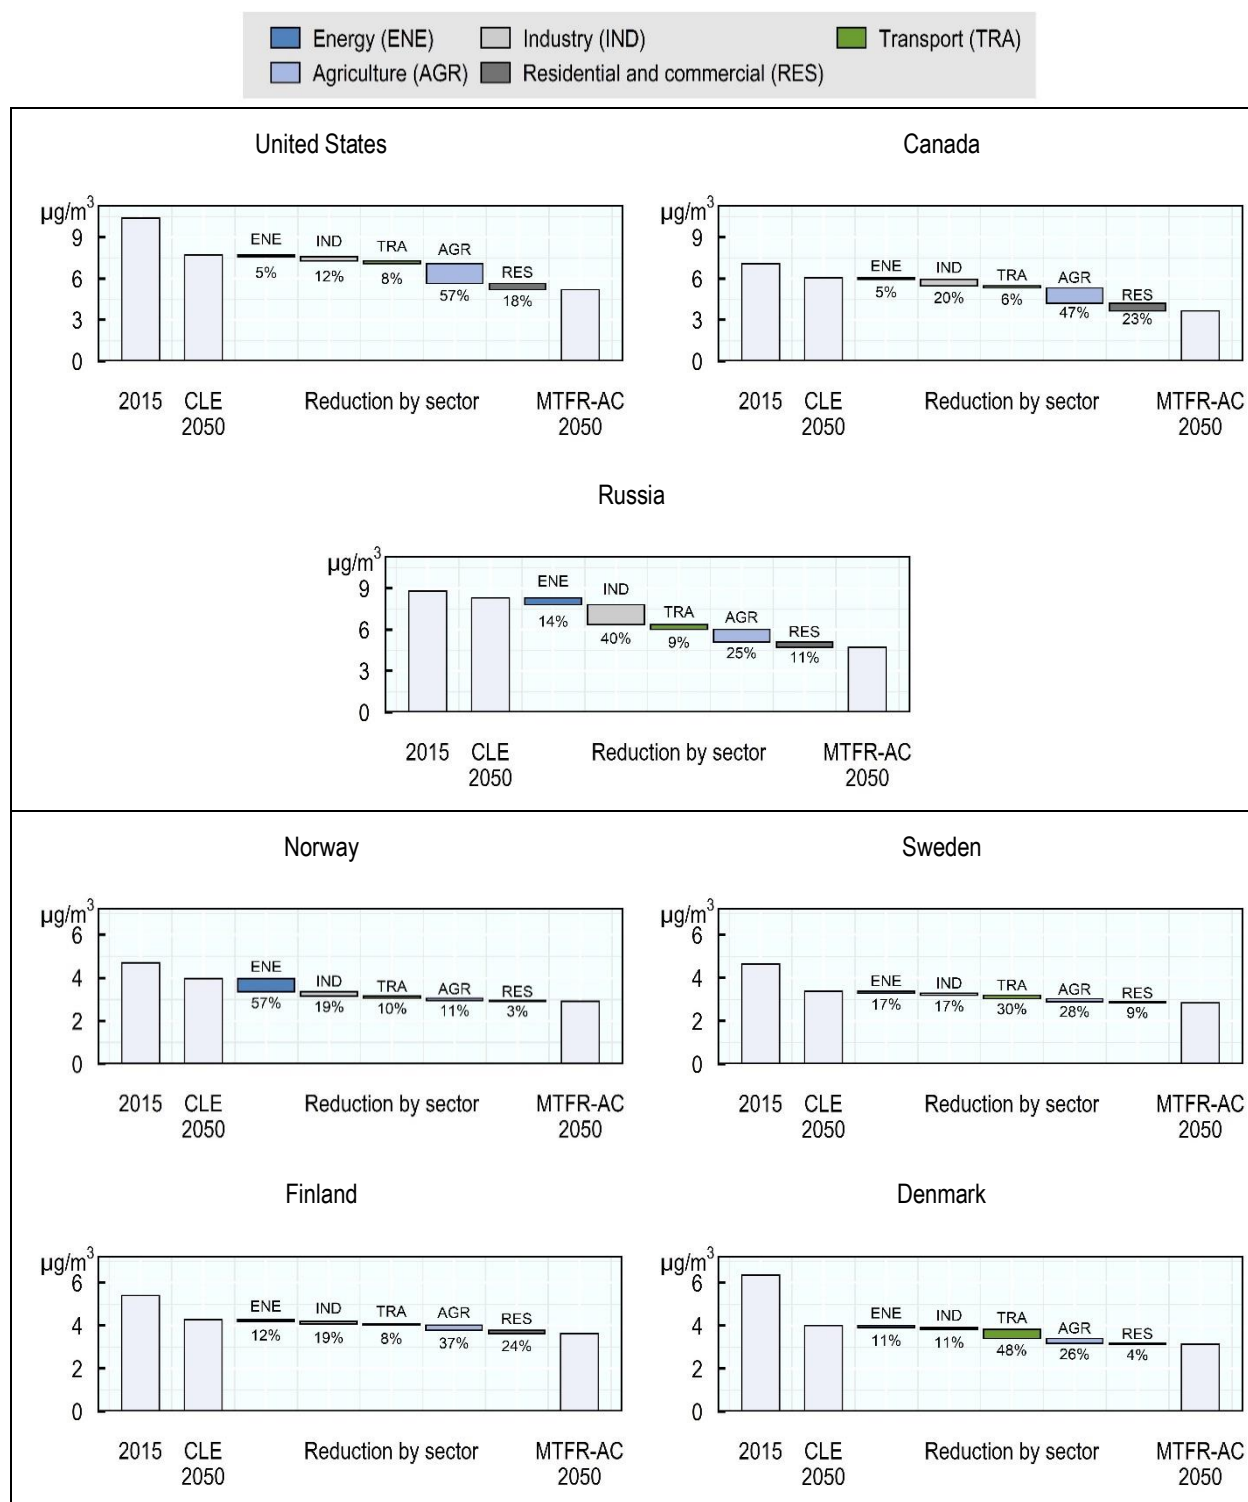 Energy (ENE) Industry (IND) Transport (TRA)
Agriculture (AGR) Residential and commercial (RES)
United States
µg/m³
9
6
3
0
ENE IND TRA AGR RES
5% 12% 8% 57% 18%
2015 CLE 2050 Reduction by sector MTFR-AC 2050
Canada
µg/m³
9
6
3
0
ENE IND TRA AGR RES
5% 20% 6% 47% 23%
2015 CLE 2050 Reduction by sector MTFR-AC 2050
Russia
µg/m³
9
6
3
0
ENE IND TRA AGR RES
14% 40% 9% 25% 11%
2015 CLE 2050 Reduction by sector MTFR-AC 2050
Norway
µg/m³
6
4
2
0
ENE IND TRA AGR RES
57% 19% 10% 11% 3%
2015 CLE 2050 Reduction by sector MTFR-AC 2050
Sweden
µg/m³
6
4
2
0
ENE IND TRA AGR RES
17% 17% 30% 28% 9%
2015 CLE 2050 Reduction by sector MTFR-AC 2050
Finland
µg/m³
6
4
2
0
ENE IND TRA AGR RES
12% 19% 8% 37% 24%
2015 CLE 2050 Reduction by sector MTFR-AC 2050
Denmark
µg/m³
6
4
2
0
ENE IND TRA AGR RES
11% 11% 48% 26% 4%
2015 CLE 2050 Reduction by sector MTFR-AC 2050